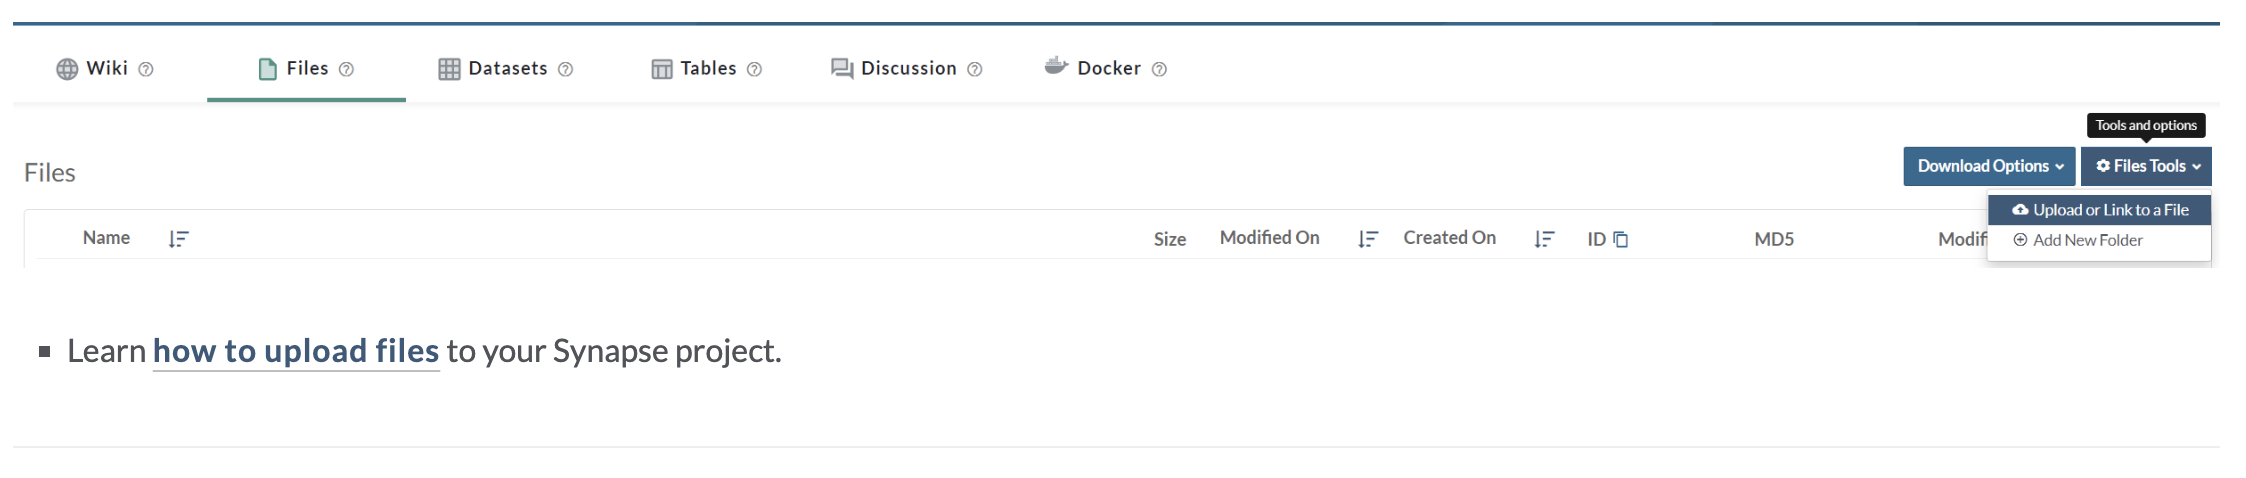 Wiki Files Datasets Tables Discussion Docker
Tools and options
Files
Download Options Files Tools
Upload or Link to a File
Name Size Modified On Created On ID MD5 Modif
Add New Folder
▪ Learn how to upload files to your Synapse project.